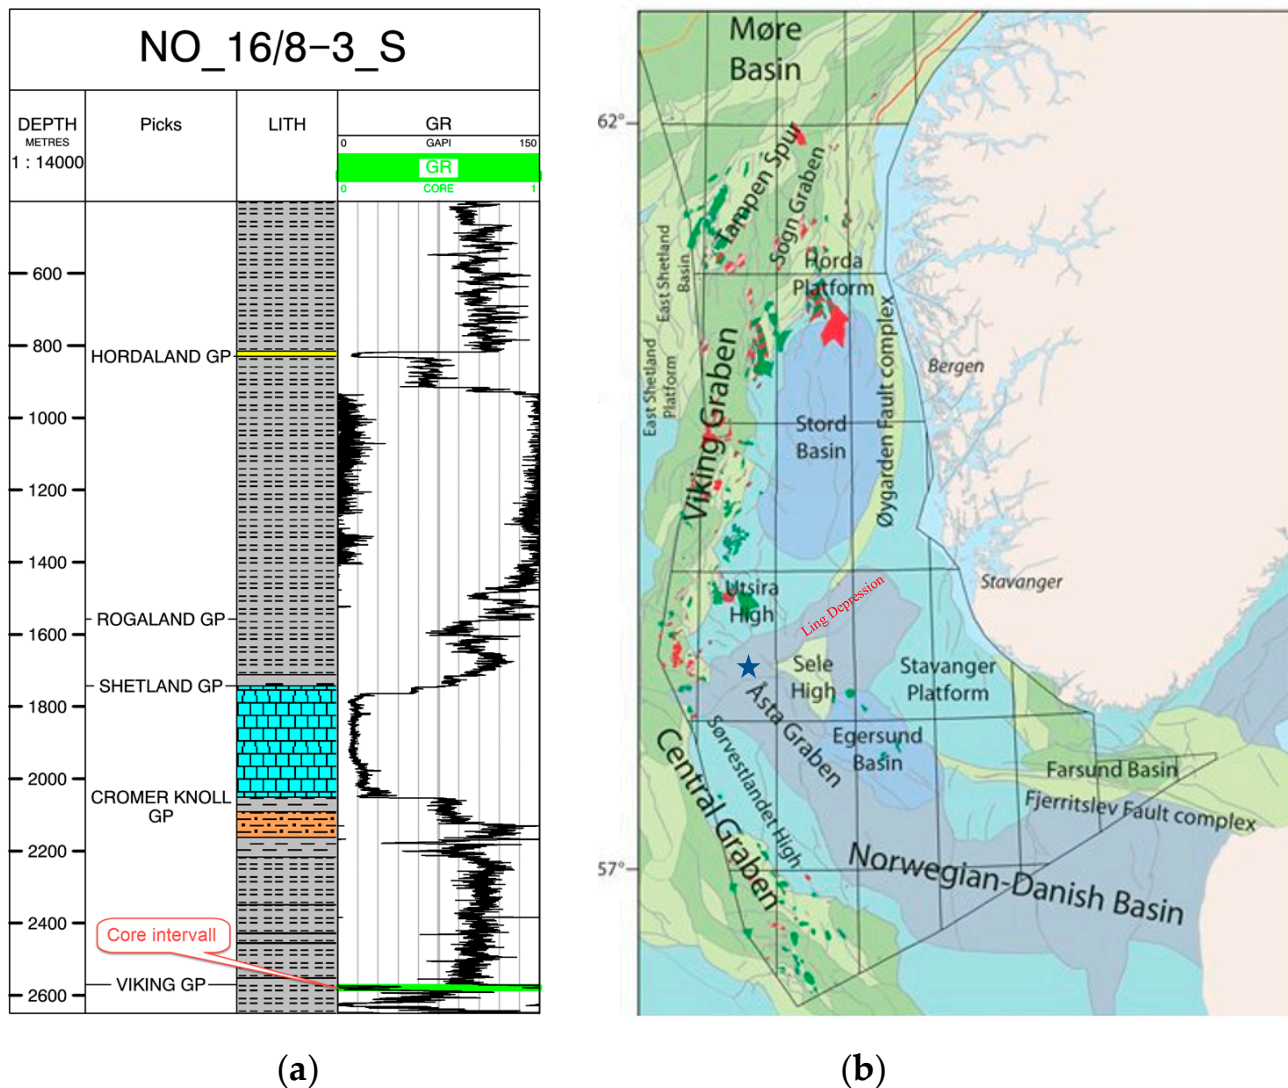 NO_16/8−3_S
DEPTH
METRES
1 : 14000
Picks
LITH
GR
0 GAPI 150
GR
0 CORE 1
600
800
HORDALAND GP
1000
1200
1400
ROGALAND GP
1600
SHETLAND GP
1800
2000
CROMER KNOLL
GP
2200
2400
Core intervall
VIKING GP
2600
(a)
Møre
Basin
62°
Tampen Spur
Sogn Graben
East Shetland
Basin
Horda
Platform
East Shetland
Platform
Viking Graben
Øygarden Fault complex
Bergen
Stord
Basin
Utsira
High
Ling Depression
Stavanger
Sele
High
Stavanger
Platform
Åsta Graben
Sørvestlandet High
Egersund
Basin
Central Graben
Farsund Basin
Fjerritslev Fault complex
57°
Norwegian-Danish Basin
(b)